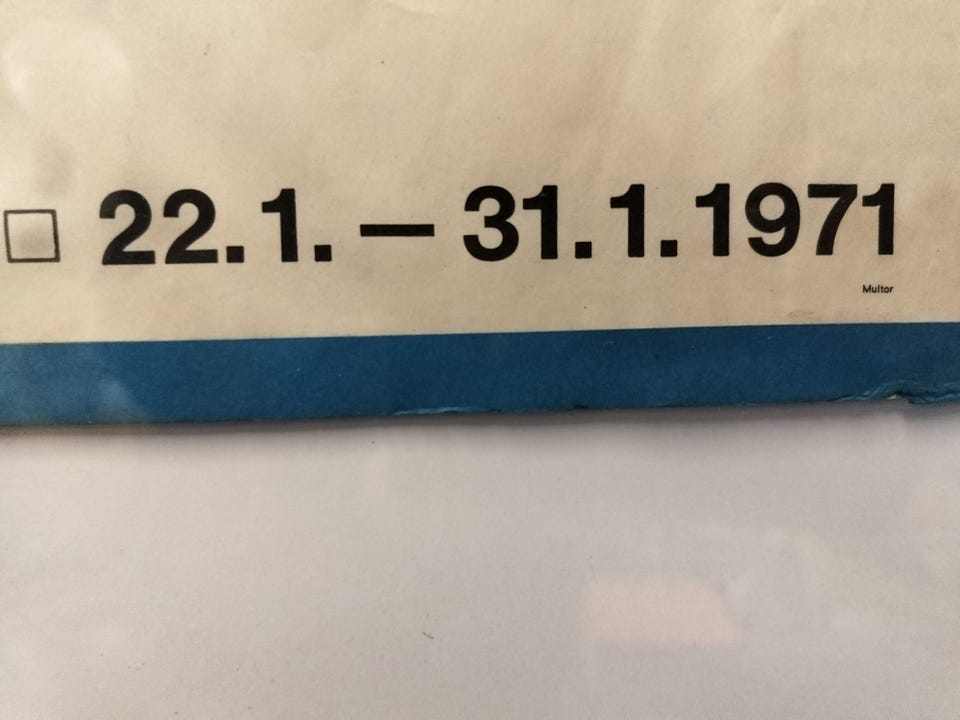 □ 22.1. — 31.1.1971
Multor